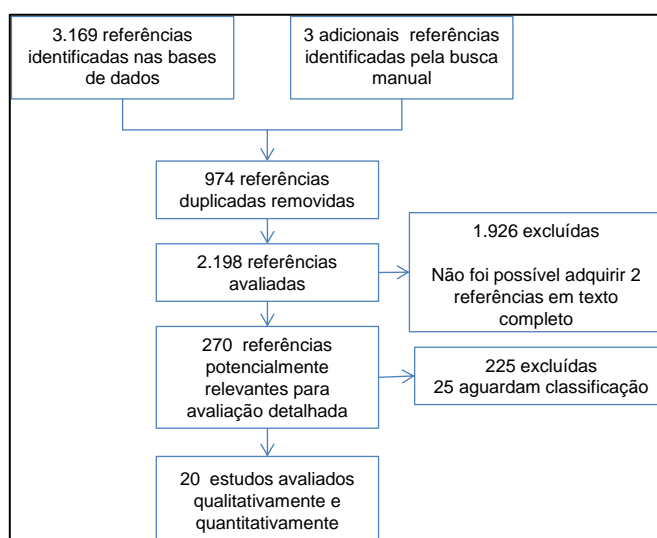 3.169 referências
identificadas nas bases
de dados
3 adicionais referências
identificadas pela busca
manual
974 referências
duplicadas removidas
2.198 referências
avaliadas
1.926 excluídas
Não foi possível adquirir 2
referências em texto
completo
270 referências
potencialmente
relevantes para
avaliação detalhada
225 excluídas
25 aguardam classificação
20 estudos avaliados
qualitativamente e
quantitativamente